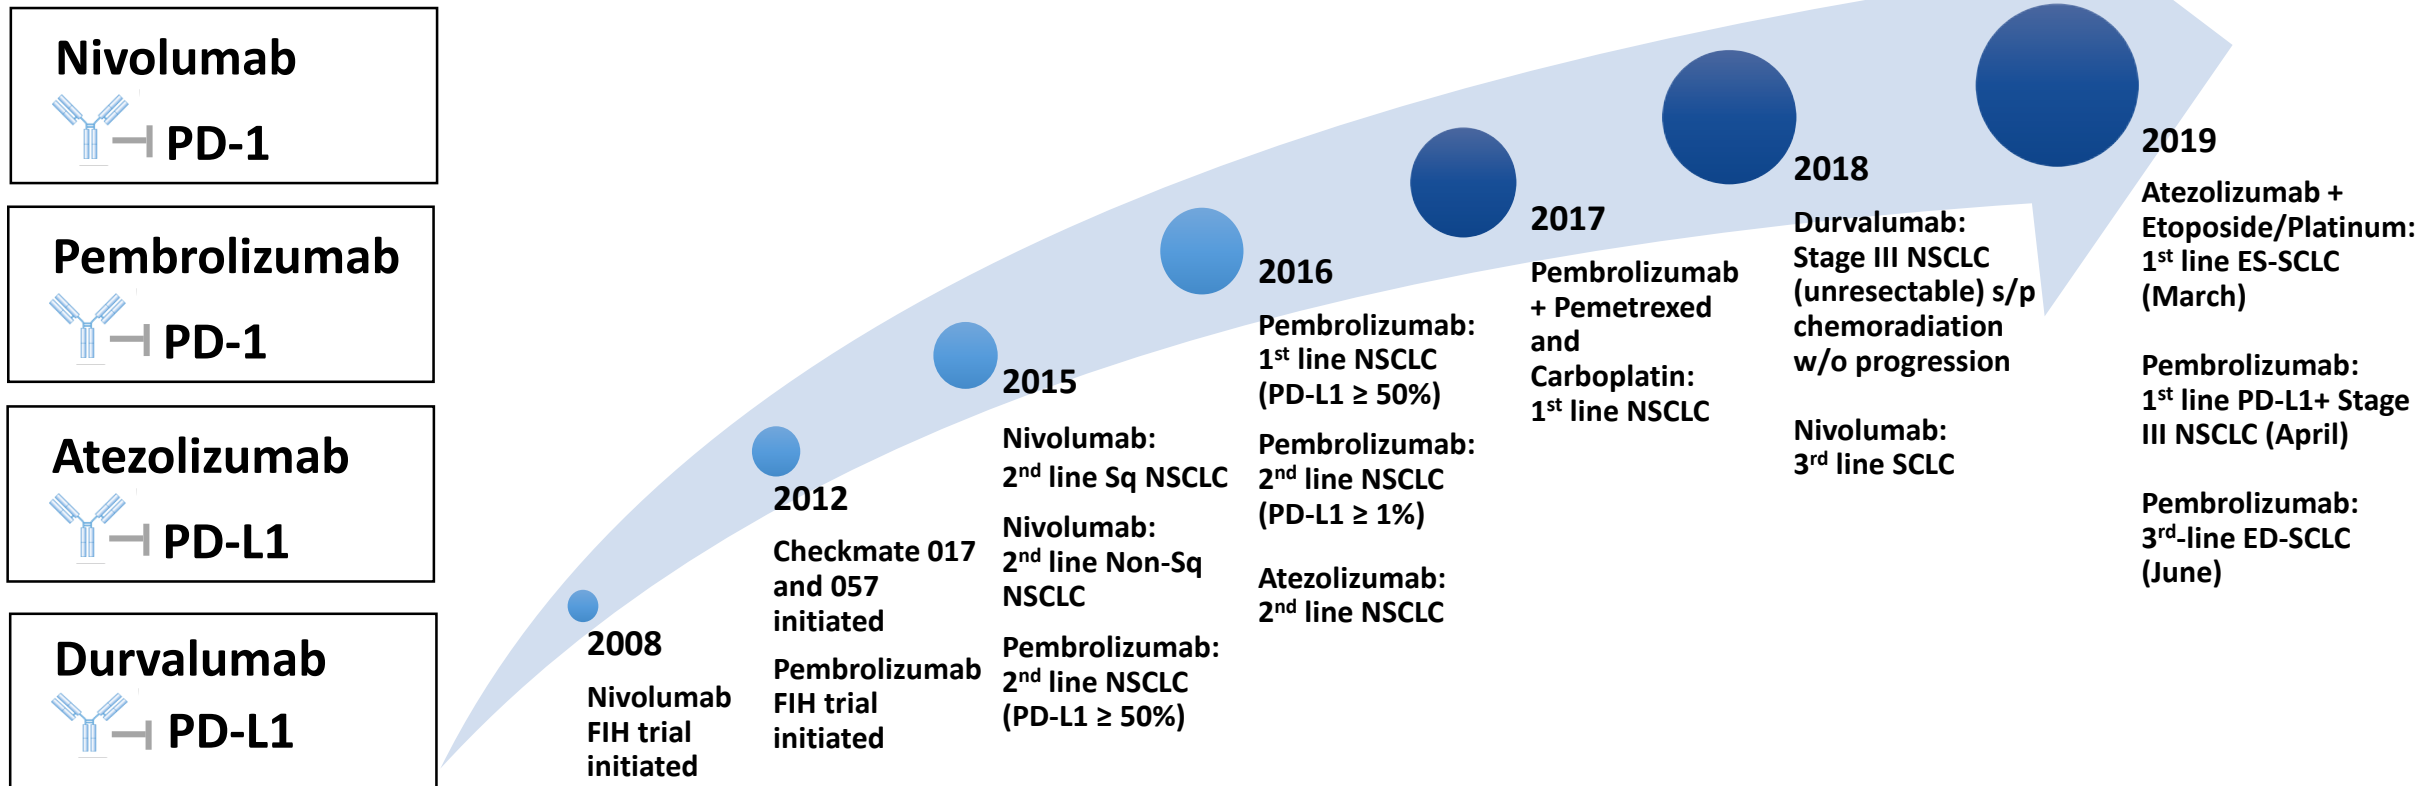 Nivolumab
PD-1
Pembrolizumab
PD-1
Atezolizumab
PD-L1
Durvalumab
PD-L1
2008
Nivolumab
FIH trial
initiated
2012
Checkmate 017
and 057
initiated
Pembrolizumab
FIH trial
initiated
2015
Nivolumab:
2nd line Sq NSCLC
Nivolumab:
2nd line Non-Sq
NSCLC
Pembrolizumab:
2nd line NSCLC
(PD-L1 ≥ 50%)
2016
Pembrolizumab:
1st line NSCLC
(PD-L1 ≥ 50%)
Pembrolizumab:
2nd line NSCLC
(PD-L1 ≥ 1%)
Atezolizumab:
2nd line NSCLC
2017
Pembrolizumab
+ Pemetrexed
and
Carboplatin:
1st line NSCLC
2018
Durvalumab:
Stage III NSCLC
(unresectable) s/p
chemoradiation
w/o progression
Nivolumab:
3rd line SCLC
2019
Atezolizumab +
Etoposide/Platinum:
1st line ES-SCLC
(March)
Pembrolizumab:
1st line PD-L1+ Stage
III NSCLC (April)
Pembrolizumab:
3rd-line ED-SCLC
(June)